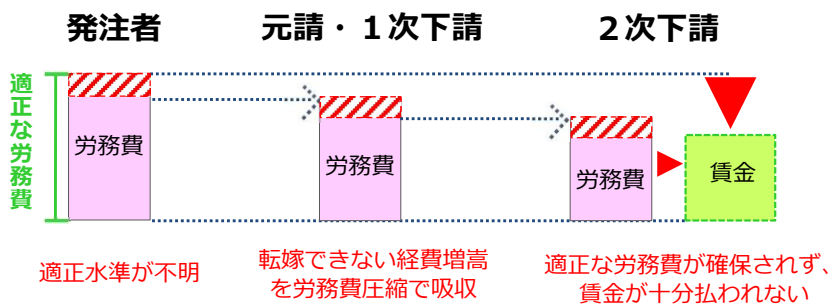 発注者
元請・１次下請
２次下請
適正な労務費
労務費
労務費
労務費
賃金
適正水準が不明
転嫁できない経費増嵩
を労務費圧縮で吸収
適正な労務費が確保されず、
賃金が十分払われない